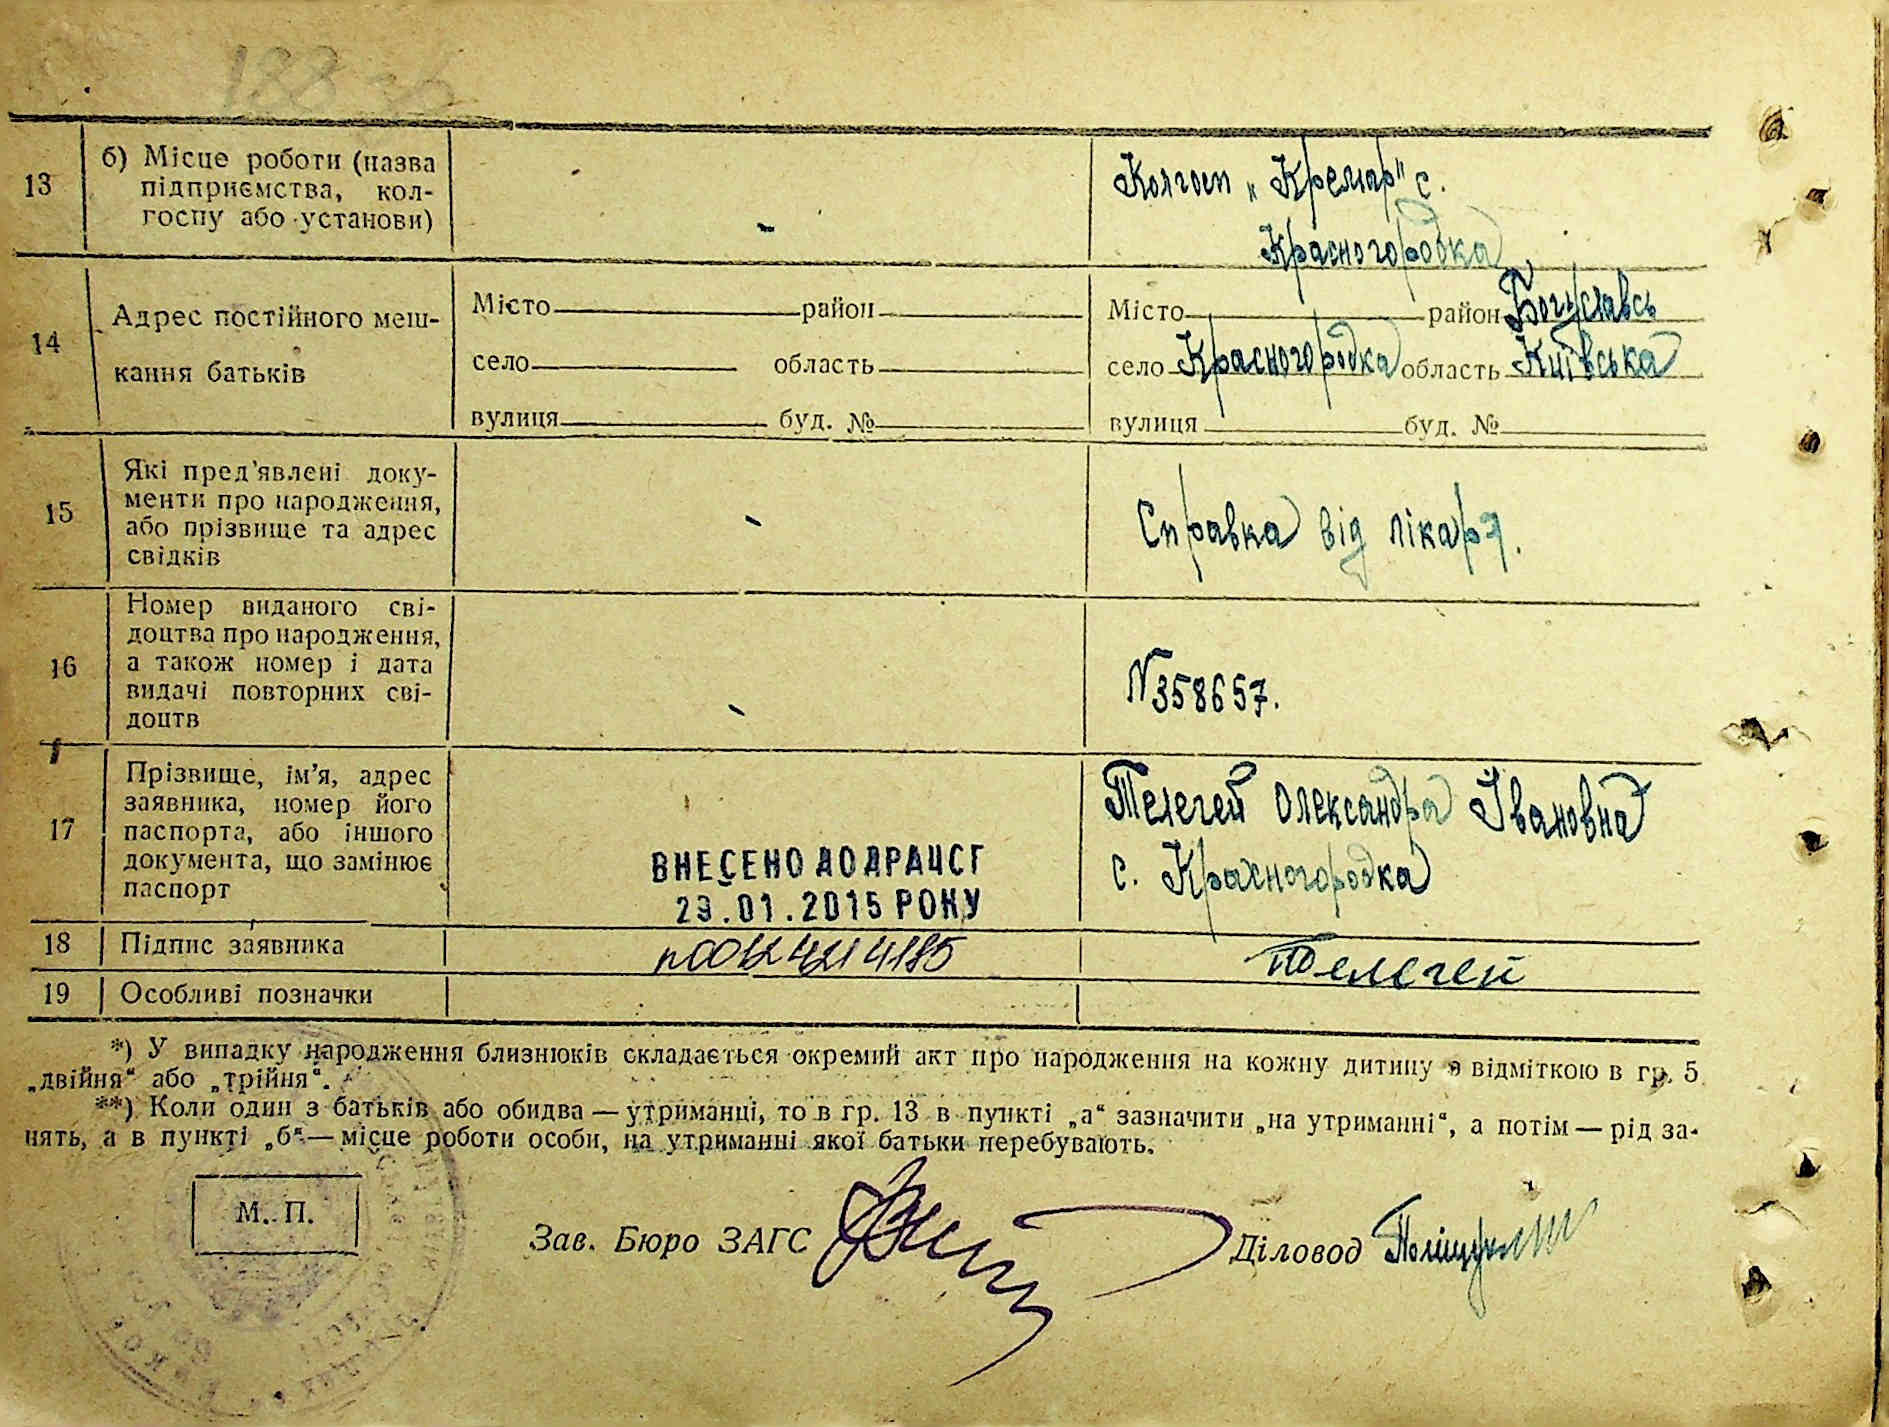 188 зв
13
б) Місце роботи (назва
підприємства, кол-
госпу або установи)
Колгосп „Кремар" с.
Красногородка
14
Адрес постійного меш-
кання батьків
Місто район
село область
вулиця буд. №
Місто район Богуславсь
село Красногородка область Київська
вулиця буд. №
15
Які пред'явлені доку-
менти про народження,
або прізвище та адрес
свідків
Справка від лікаря.
16
Номер виданого сві-
доцтва про народження,
а також номер і дата
видачі повторних сві-
доцтв
N358657.
17
Прізвище, ім'я, адрес
заявника, номер його
паспорта, або іншого
документа, що замінює
паспорт
ВНЕСЕНО ДО ДРАЦСГ
23.01.2015 РОКУ
Телегей Олександра Івановна
с. Красногородка
18 Підпис заявника
Телегей
19 Особливі позначки
*) У випадку народження близнюків складається окремий акт про народження на кожну дитину з відміткою в гр. 5
„двійня“ або „трійня“.
**) Коли один з батьків або обидва — утриманці, то в гр. 13 в пункті „а“ зазначити „на утриманні“, а потім — рід за-
нять, а в пункті „б“ — місце роботи особи, на утриманні якої батьки перебувають.
М. П.
Зав. Бюро ЗАГС
Діловод